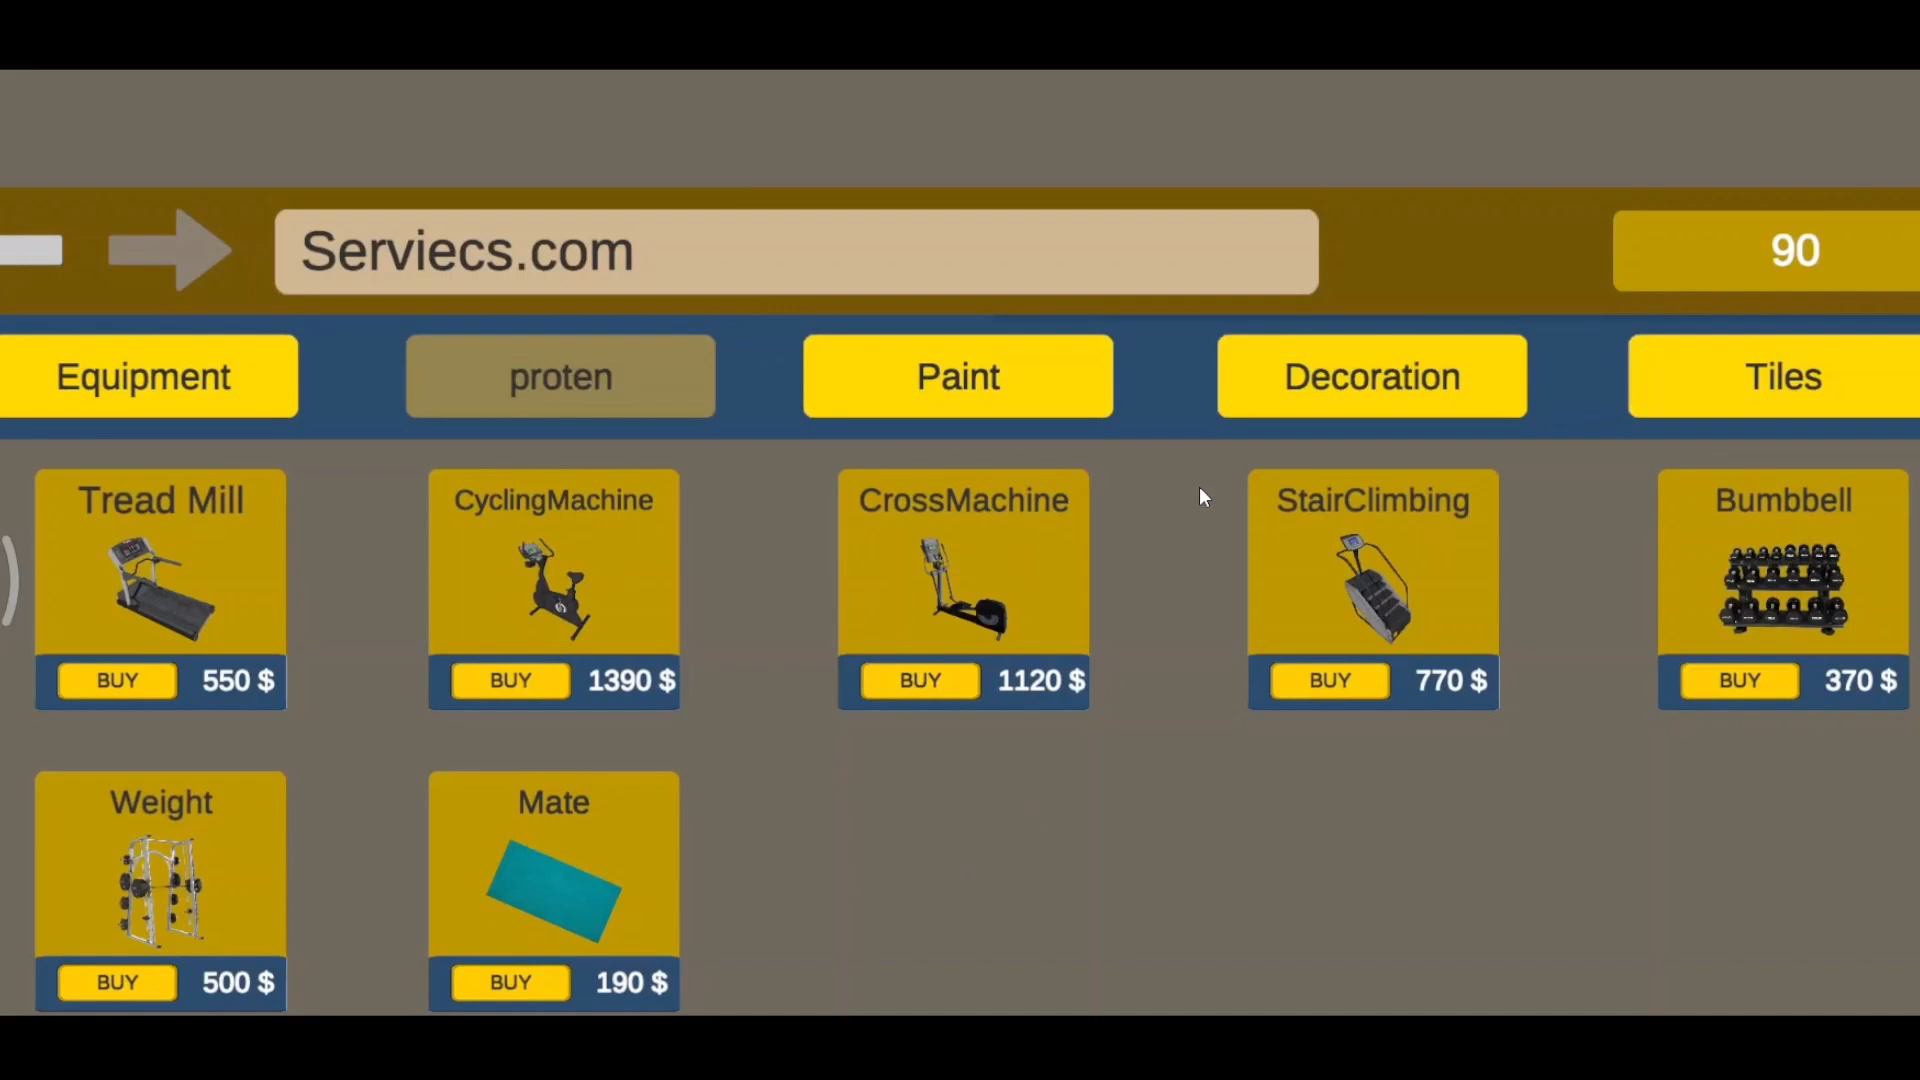 Serviecs.com
90
Equipment
proten
Paint
Decoration
Tiles
Tread Mill
CyclingMachine
CrossMachine
StairClimbing
Bumbbell
BUY 550 $
BUY 1390 $
BUY 1120 $
BUY 770 $
BUY 370 $
Weight
Mate
BUY 500 $
BUY 190 $